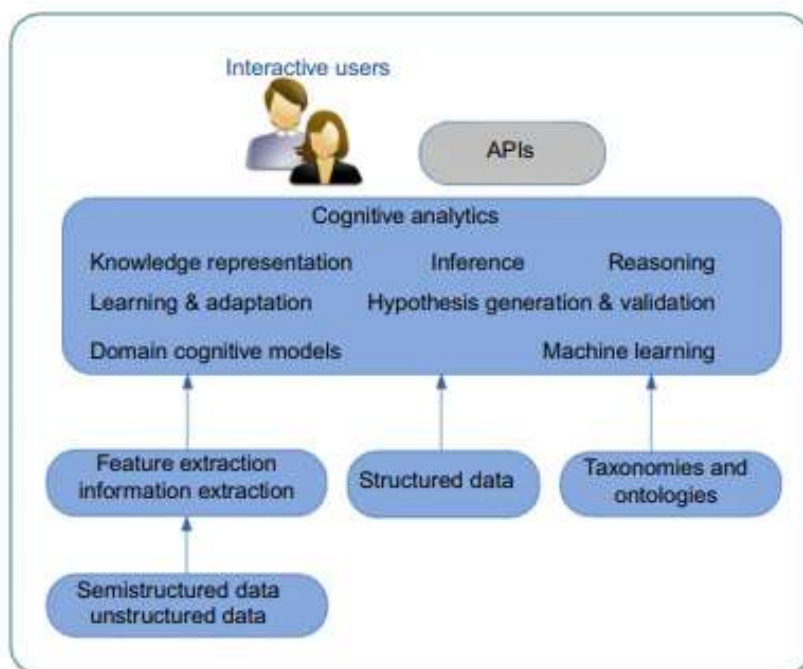 Interactive users
APIs
Cognitive analytics
Knowledge representation Inference Reasoning
Learning & adaptation Hypothesis generation & validation
Domain cognitive models Machine learning
Feature extraction
information extraction
Structured data
Taxonomies and
ontologies
Semistructured data
unstructured data